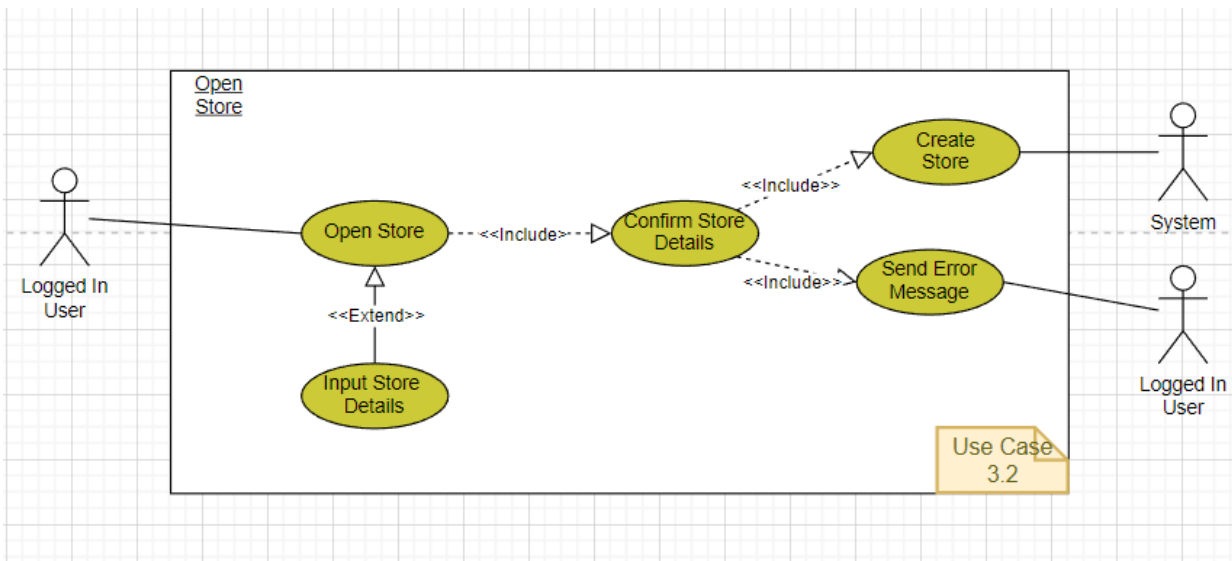 Open
Store
Logged In
User
Open Store
<<Extend>>
Input Store
Details
<<Include>
Confirm Store
Details
<<Include>>
<<Include>>
Create
Store
Send Error
Message
System
Logged In
User
Use Case
3.2